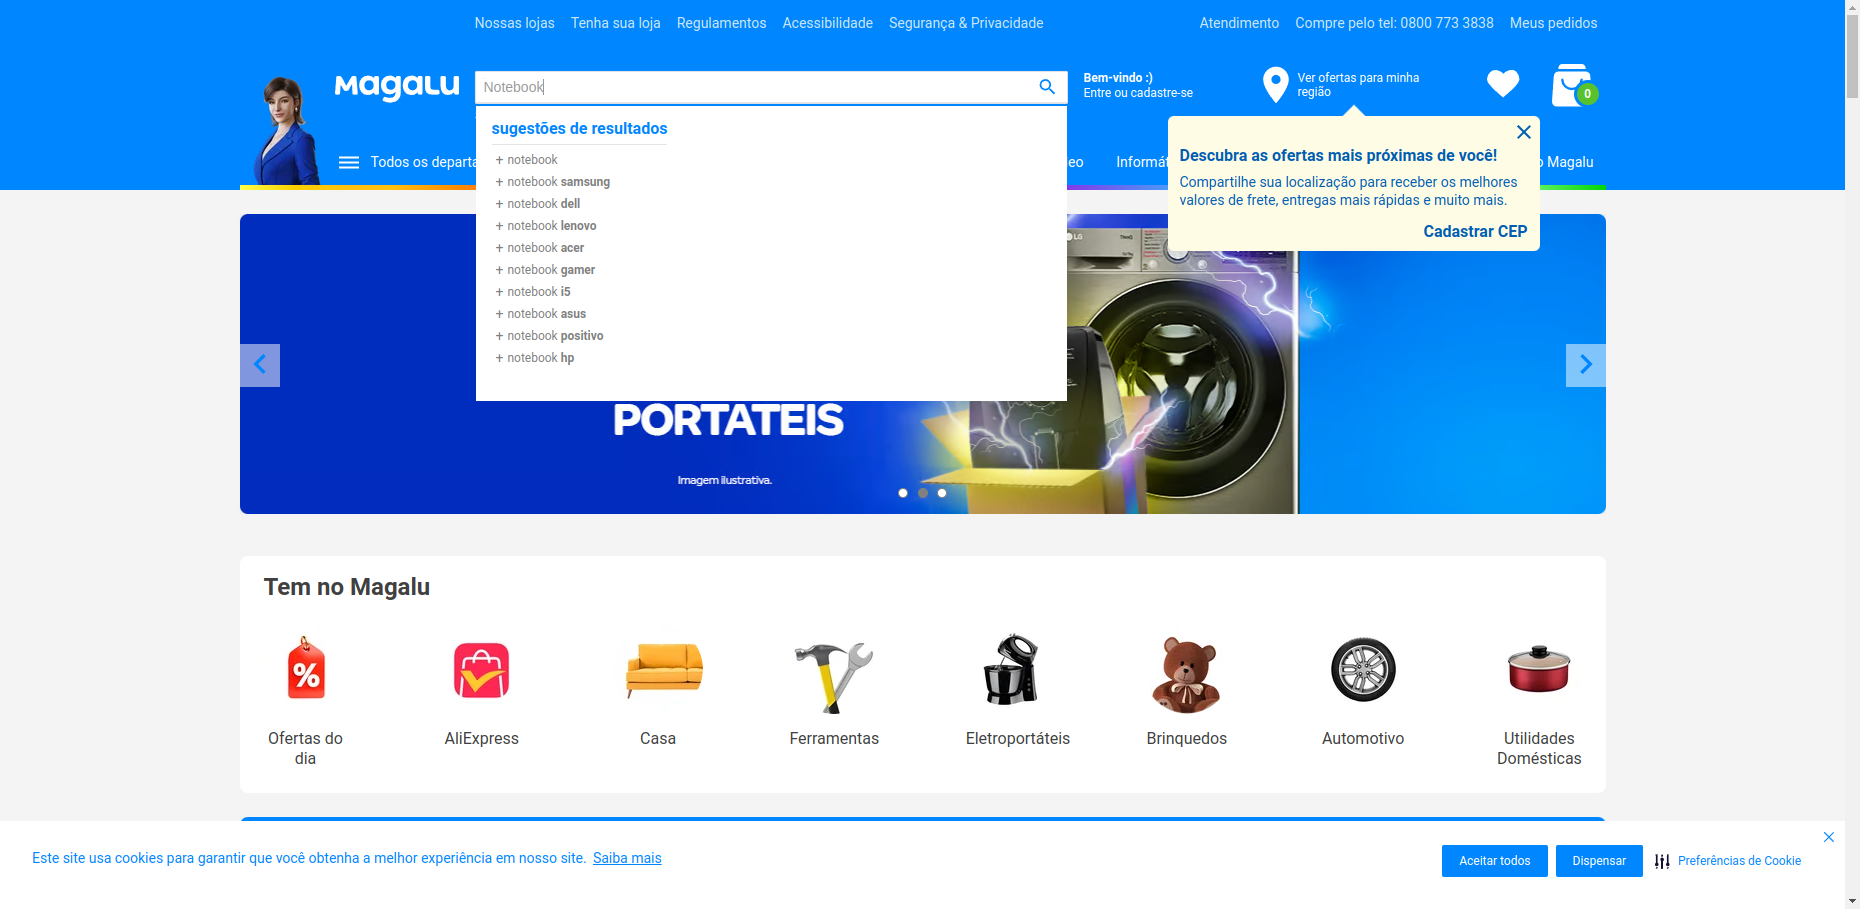 Nossas lojas Tenha sua loja Regulamentos Acessibilidade Segurança & Privacidade Atendimento Compre pelo tel: 0800 773 3838 Meus pedidos
Magalu
Notebook
Bem-vindo :)
Entre ou cadastre-se
Ver ofertas para minha
região
0
Todos os departa
eo Informát
o Magalu
sugestões de resultados
+ notebook
+ notebook samsung
+ notebook dell
+ notebook lenovo
+ notebook acer
+ notebook gamer
+ notebook i5
+ notebook asus
+ notebook positivo
+ notebook hp
Descubra as ofertas mais próximas de você!
Compartilhe sua localização para receber os melhores
valores de frete, entregas mais rápidas e muito mais.
Cadastrar CEP
LG
ThinQ
PORTÁTEIS
Imagem ilustrativa.
Tem no Magalu
%
Ofertas do
dia
AliExpress
Casa
Ferramentas
Eletroportáteis
Brinquedos
Automotivo
Utilidades
Domésticas
Este site usa cookies para garantir que você obtenha a melhor experiência em nosso site. Saiba mais
Aceitar todos
Dispensar
Preferências de Cookie